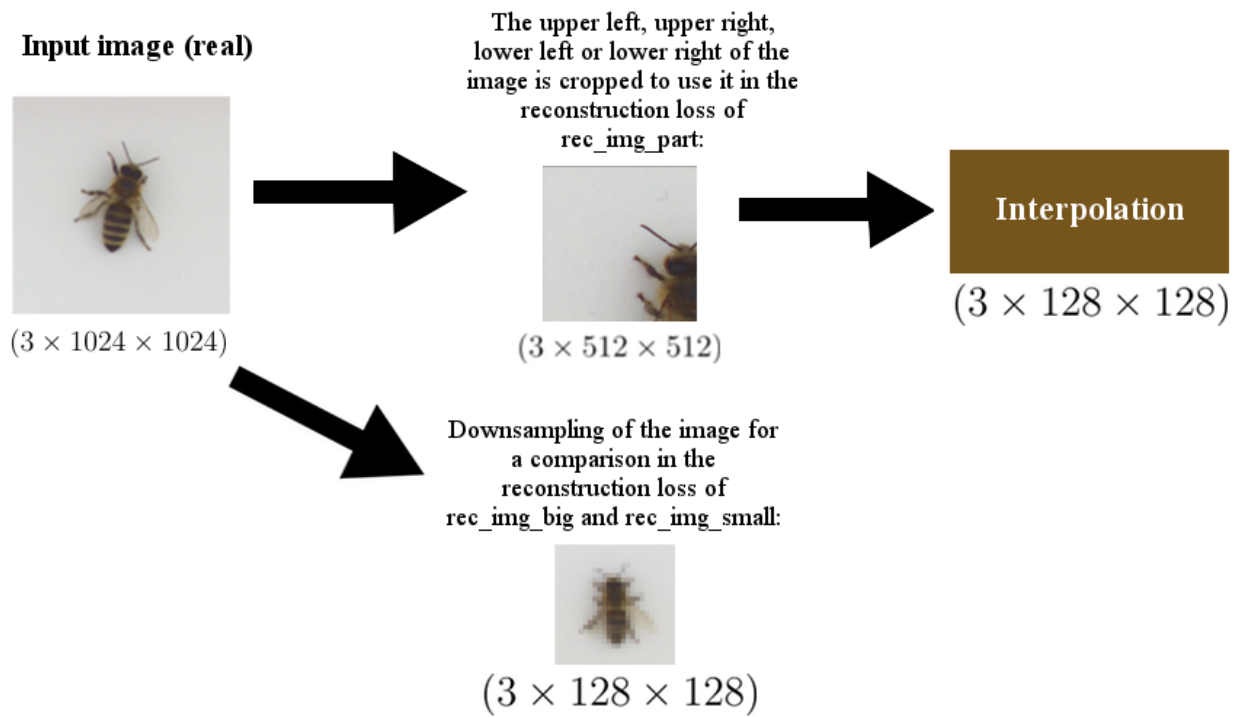 Input image (real)
(3 × 1024 × 1024)
The upper left, upper right,
lower left or lower right of the
image is cropped to use it in the
reconstruction loss of
rec_img_part:
(3 × 512 × 512)
Interpolation
(3 × 128 × 128)
Downsampling of the image for
a comparison in the
reconstruction loss of
rec_img_big and rec_img_small:
(3 × 128 × 128)